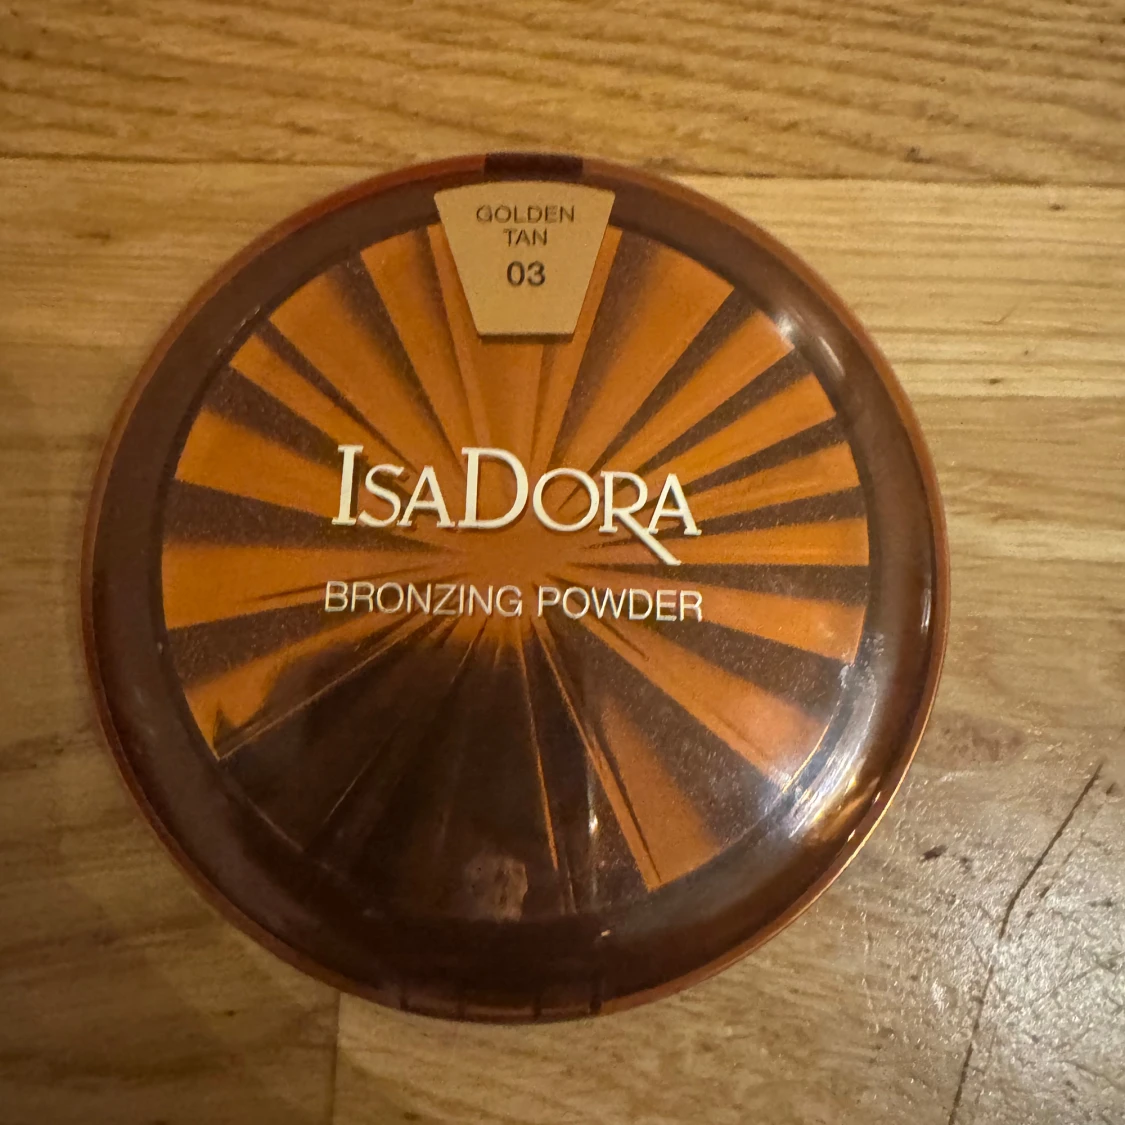 GOLDEN
TAN
03
ISADORA
BRONZING POWDER